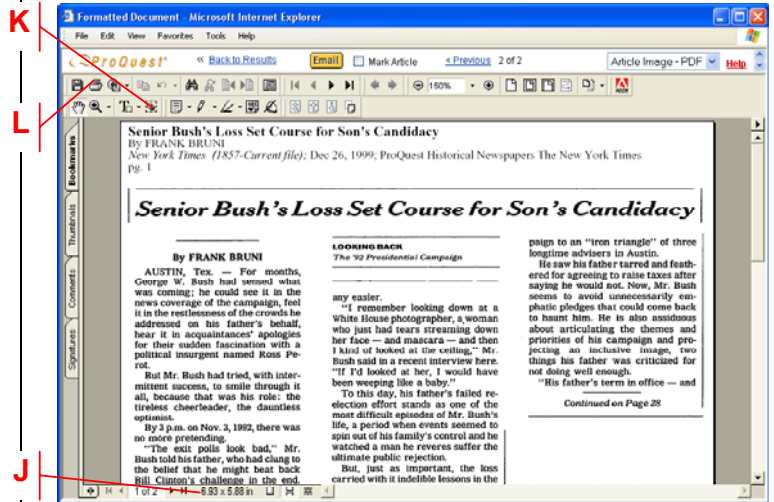 K
Formatted Document - Microsoft Internet Explorer
File Edit View Favorites Tools Help
ProQuest® « Back to Results Email Mark Article « Previous 2 of 2 Article Image - PDF Help
150%
L
Bookmarks
Thumbnails
Comments
Signatures
Senior Bush's Loss Set Course for Son's Candidacy
By FRANK BRUNI
New York Times (1857-Current file); Dec 26, 1999; ProQuest Historical Newspapers The New York Times
pg. 1
Senior Bush's Loss Set Course for Son's Candidacy
By FRANK BRUNI
AUSTIN, Tex. — For months,
George W. Bush had sensed what
was coming; he could see it in the
news coverage of the campaign, feel
it in the restlessness of the crowds he
addressed on his father's behalf,
hear it in acquaintances' apologies
for their sudden fascination with a
political insurgent named Ross Pe-
rot.
But Mr. Bush had tried, with inter-
mittent success, to smile through it
all, because that was his role: the
tireless cheerleader, the dauntless
optimist.
By 3 p.m. on Nov. 3, 1992, there was
no more pretending.
"The exit polls look bad," Mr.
Bush told his father, who had clung to
the belief that he might beat back
Bill Clinton's challenge in the end.
LOOKING BACK
The '92 Presidential Campaign
any easier.
"I remember looking down at a
White House photographer, a woman
who just had tears streaming down
her face — and mascara — and then
I kind of looked at the ceiling," Mr.
Bush said in a recent interview here.
"If I'd looked at her, I would have
been weeping like a baby."
To this day, his father's failed re-
election effort stands as one of the
most difficult episodes of Mr. Bush's
life, a period when events seemed to
spin out of his family's control and he
watched a man he reveres suffer the
ultimate public rejection.
But, just as important, the loss
carried with it indelible lessons in the
paign to an "iron triangle" of three
longtime advisers in Austin.
He saw his father tarred and feath-
ered for agreeing to raise taxes after
saying he would not. Now, Mr. Bush
seems to avoid unnecessarily em-
phatic pledges that could come back
to haunt him. He is also assiduous
about articulating the themes and
priorities of his campaign and pro-
jecting an inclusive image, two
things his father was criticized for
not doing well enough.
"His father's term in office — and
Continued on Page 28
J
1 of 2 6.93 x 5.88 in